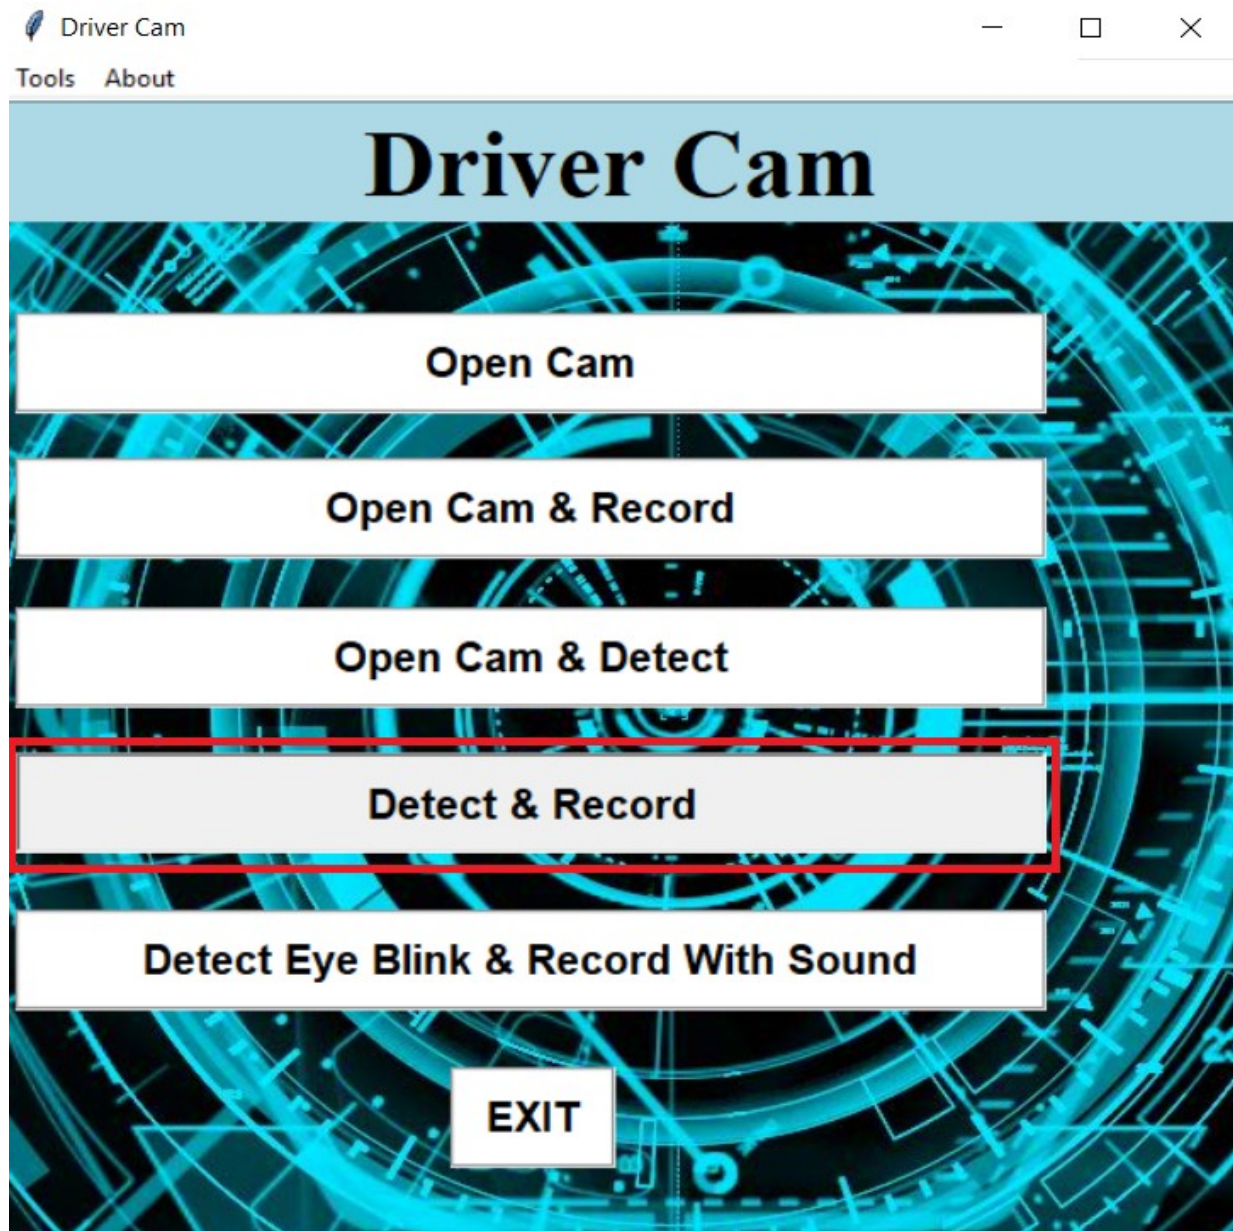 Driver Cam
Tools About
Driver Cam
Open Cam
Open Cam & Record
Open Cam & Detect
Detect & Record
Detect Eye Blink & Record With Sound
EXIT